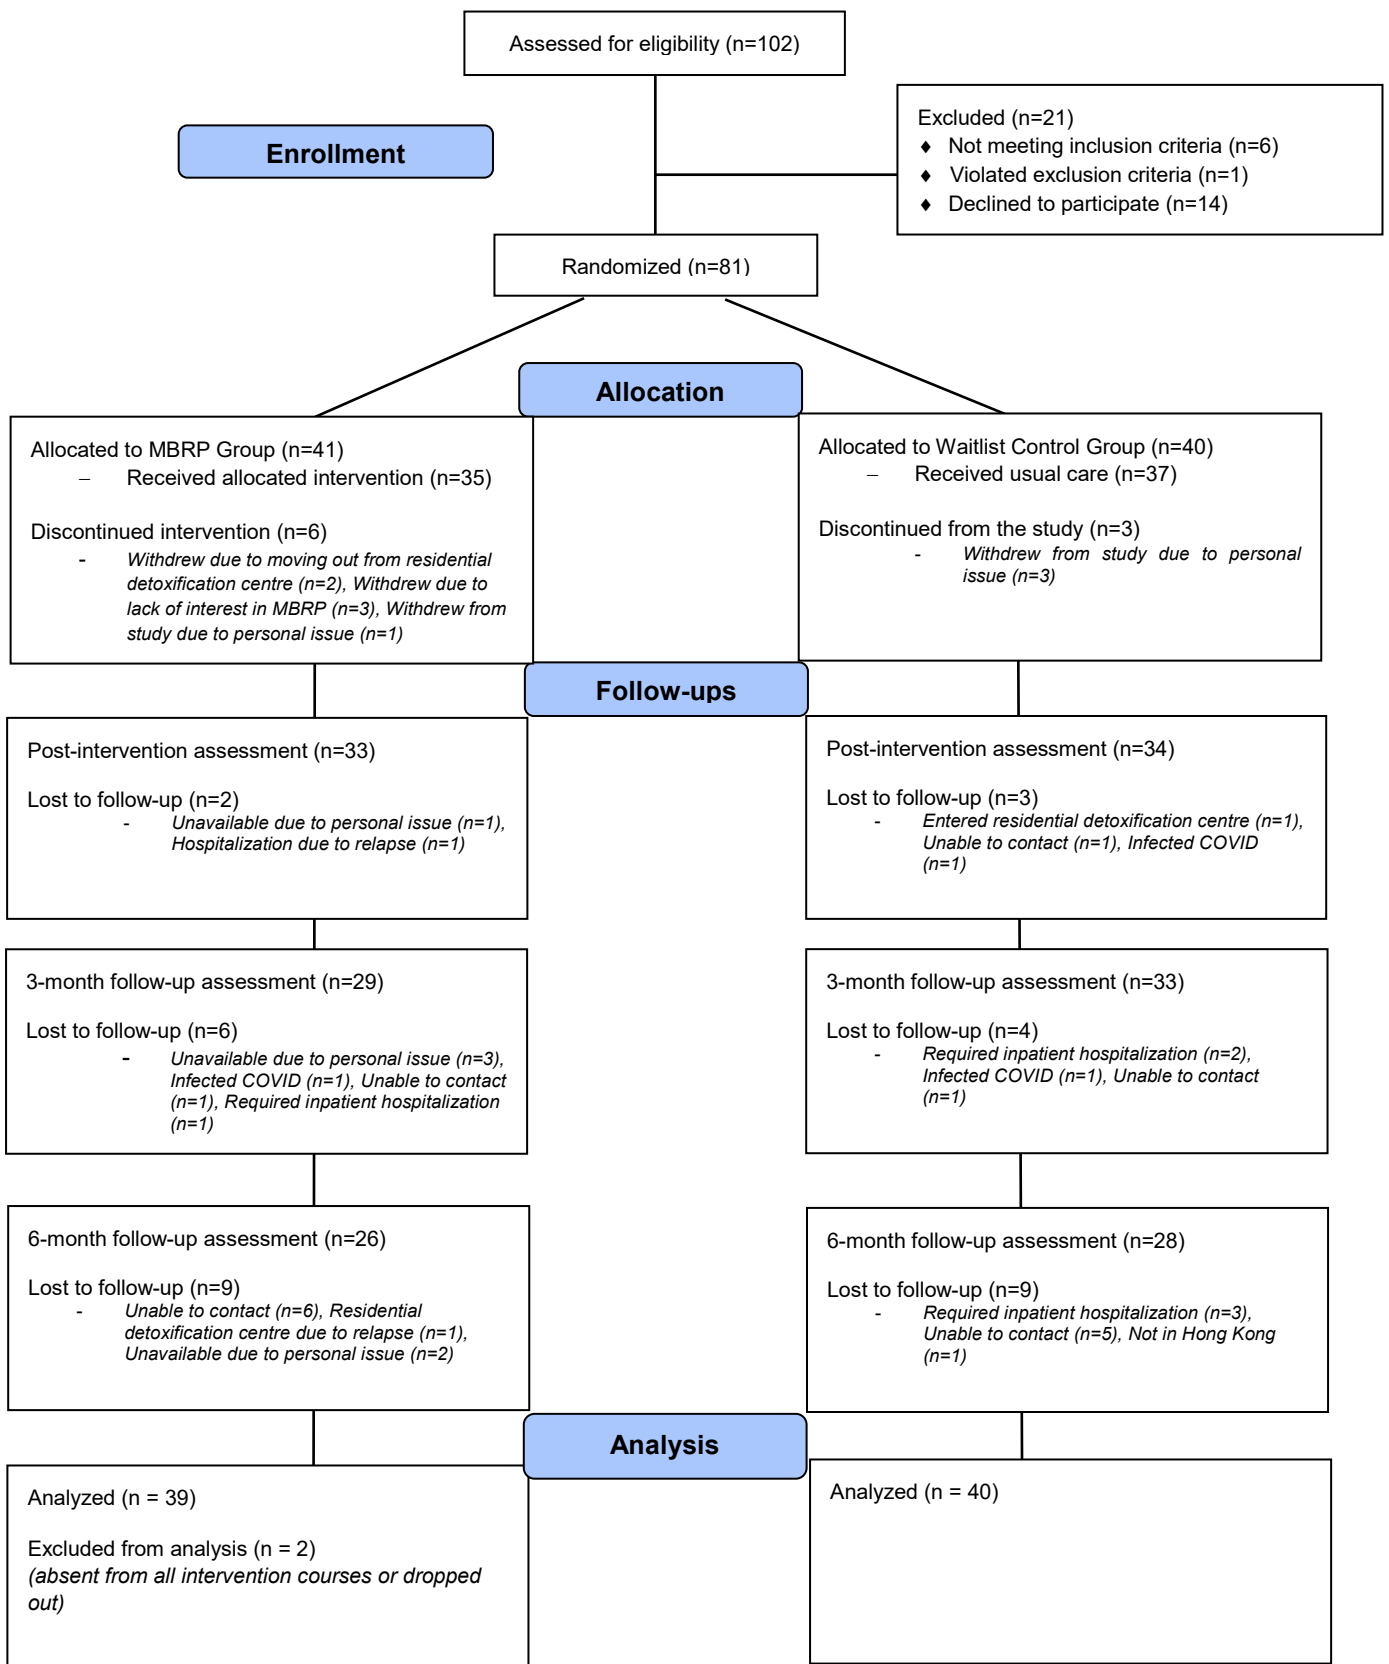 Assessed for eligibility (n=102)
Excluded (n=21)
♦ Not meeting inclusion criteria (n=6)
♦ Violated exclusion criteria (n=1)
♦ Declined to participate (n=14)
Enrollment
Randomized (n=81)
Allocation
Allocated to MBRP Group (n=41)
– Received allocated intervention (n=35)
Discontinued intervention (n=6)
- Withdrew due to moving out from residential
detoxification centre (n=2), Withdrew due to
lack of interest in MBRP (n=3), Withdrew from
study due to personal issue (n=1)
Allocated to Waitlist Control Group (n=40)
– Received usual care (n=37)
Discontinued from the study (n=3)
- Withdrew from study due to personal
issue (n=3)
Follow-ups
Post-intervention assessment (n=33)
Lost to follow-up (n=2)
- Unavailable due to personal issue (n=1),
Hospitalization due to relapse (n=1)
Post-intervention assessment (n=34)
Lost to follow-up (n=3)
- Entered residential detoxification centre (n=1),
Unable to contact (n=1), Infected COVID
(n=1)
3-month follow-up assessment (n=29)
Lost to follow-up (n=6)
- Unavailable due to personal issue (n=3),
Infected COVID (n=1), Unable to contact
(n=1), Required inpatient hospitalization
(n=1)
3-month follow-up assessment (n=33)
Lost to follow-up (n=4)
- Required inpatient hospitalization (n=2),
Infected COVID (n=1), Unable to contact
(n=1)
6-month follow-up assessment (n=26)
Lost to follow-up (n=9)
- Unable to contact (n=6), Residential
detoxification centre due to relapse (n=1),
Unavailable due to personal issue (n=2)
6-month follow-up assessment (n=28)
Lost to follow-up (n=9)
- Required inpatient hospitalization (n=3),
Unable to contact (n=5), Not in Hong Kong
(n=1)
Analysis
Analyzed (n = 39)
Excluded from analysis (n = 2)
(absent from all intervention courses or dropped
out)
Analyzed (n = 40)